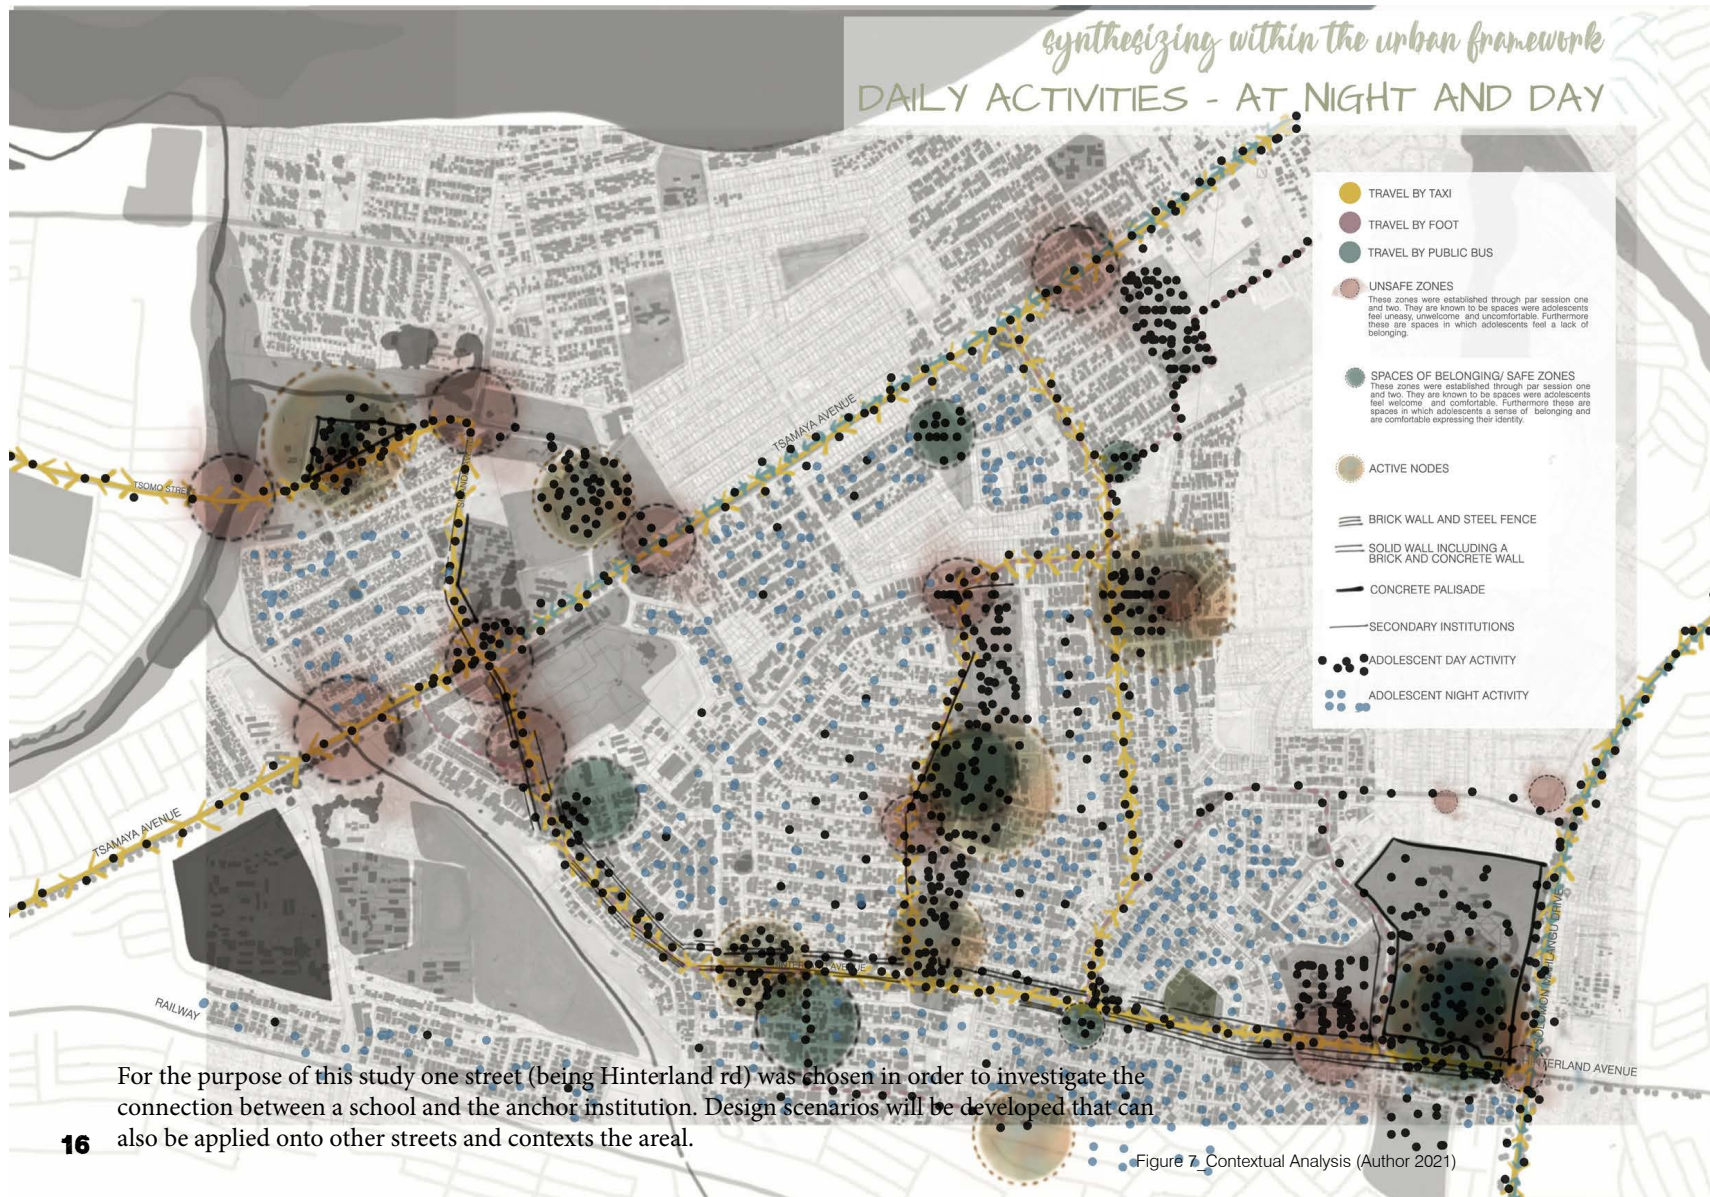 synthesizing within the urban framework
DAILY ACTIVITIES - AT NIGHT AND DAY
TRAVEL BY TAXI
TRAVEL BY FOOT
TRAVEL BY PUBLIC BUS
UNSAFE ZONES
These zones were established through par session one
and two. They are known to be spaces were adolescents
feel uneasy, unwelcome and uncomfortable. Furthermore
these are spaces in which adolescents feel a lack of
belonging.
SPACES OF BELONGING/ SAFE ZONES
These zones were established through par session one
and two. They are known to be spaces were adolescents
feel welcome and comfortable. Furthermore these are
spaces in which adolescents a sense of belonging and
are comfortable expressing their identity.
ACTIVE NODES
BRICK WALL AND STEEL FENCE
SOLID WALL INCLUDING A
BRICK AND CONCRETE WALL
CONCRETE PALISADE
SECONDARY INSTITUTIONS
ADOLESCENT DAY ACTIVITY
ADOLESCENT NIGHT ACTIVITY
TSAMAYA AVENUE
TSOMO STREET
TSAMAYA AVENUE
AVENUE
DRIVE
HINTERLAND AVENUE
RAILWAY
For the purpose of this study one street (being Hinterland rd) was chosen in order to investigate the
connection between a school and the anchor institution. Design scenarios will be developed that can
also be applied onto other streets and contexts the areal.
16
Figure 7_Contextual Analysis (Author 2021)